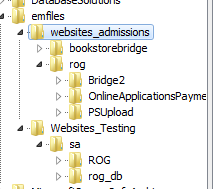 DatabaseSolutions
emfiles
websites_admissions
bookstorebridge
rog
Bridge2
OnlineApplicationsPayme
PSUpload
Websites_Testing
sa
ROG
rog_db